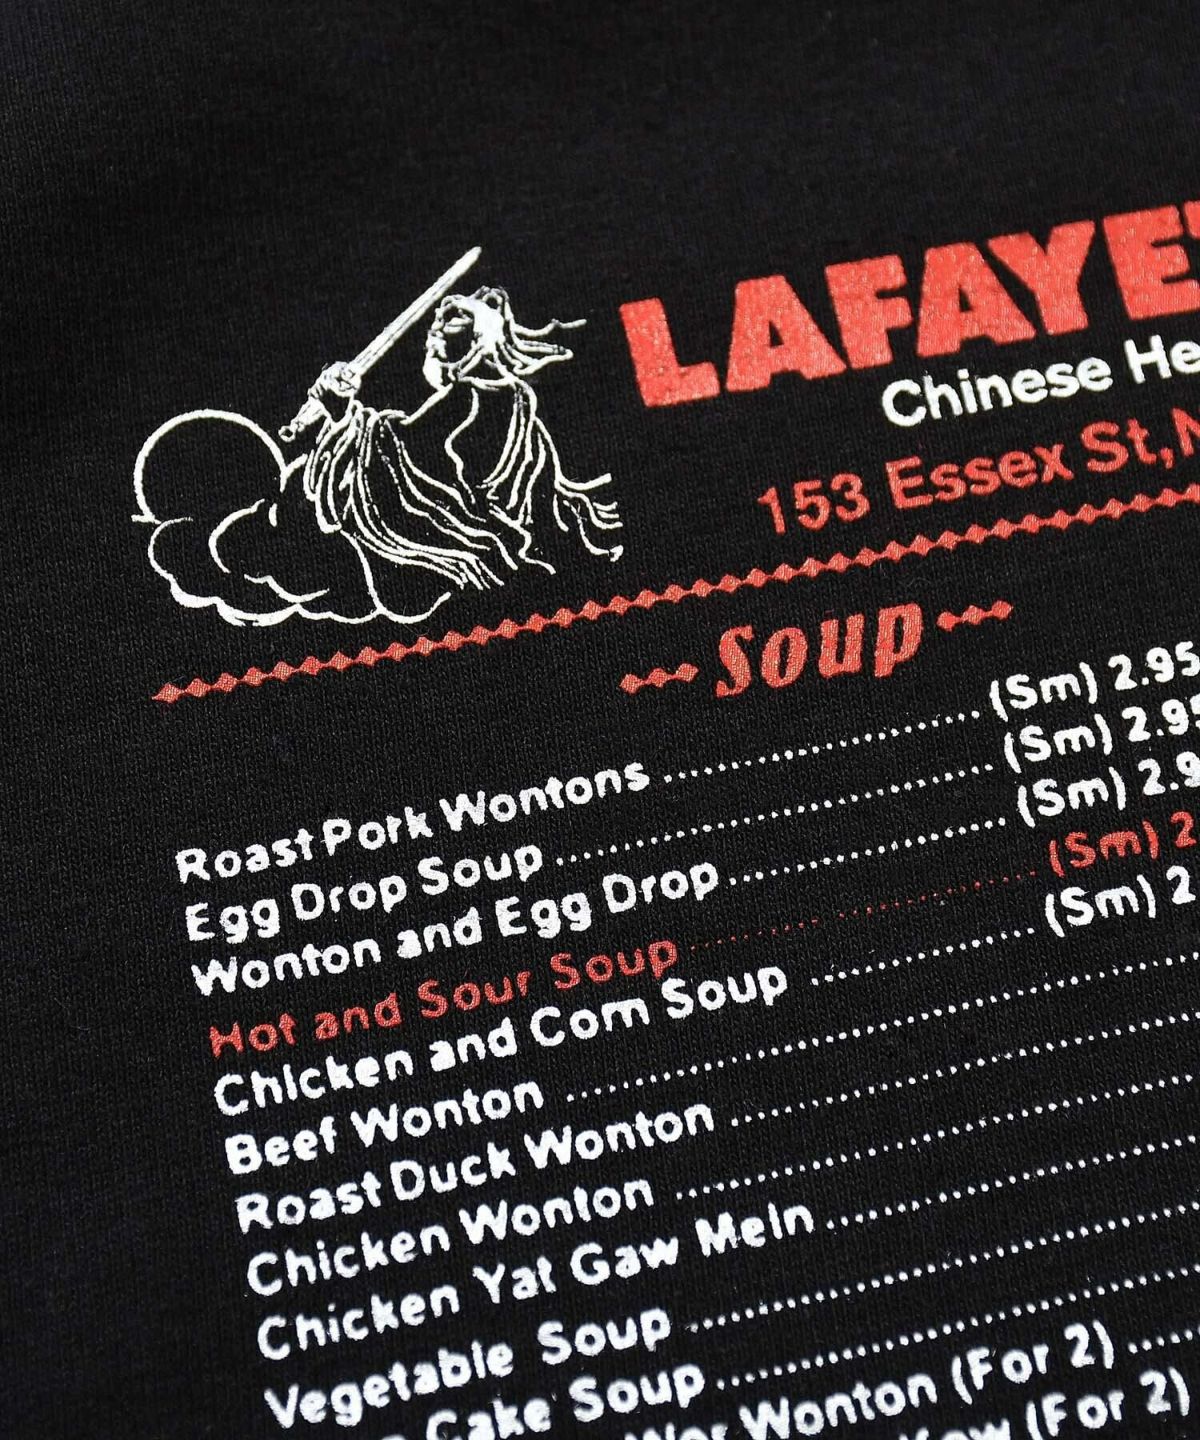 LAFAYE
Chinese He
153 Essex St, N
Soup
Roast Pork Wontons (Sm) 2.95
Egg Drop Soup (Sm) 2.95
Wonton and Egg Drop (Sm) 2.9
Hot and Sour Soup (Sm) 2
Chicken and Corn Soup (Sm) 2
Beef Wonton
Roast Duck Wonton
Chicken Wonton
Chicken Yat Gaw Mein
Vegetable Soup
Cake Soup
Wor Wonton (For 2)
(For 2)